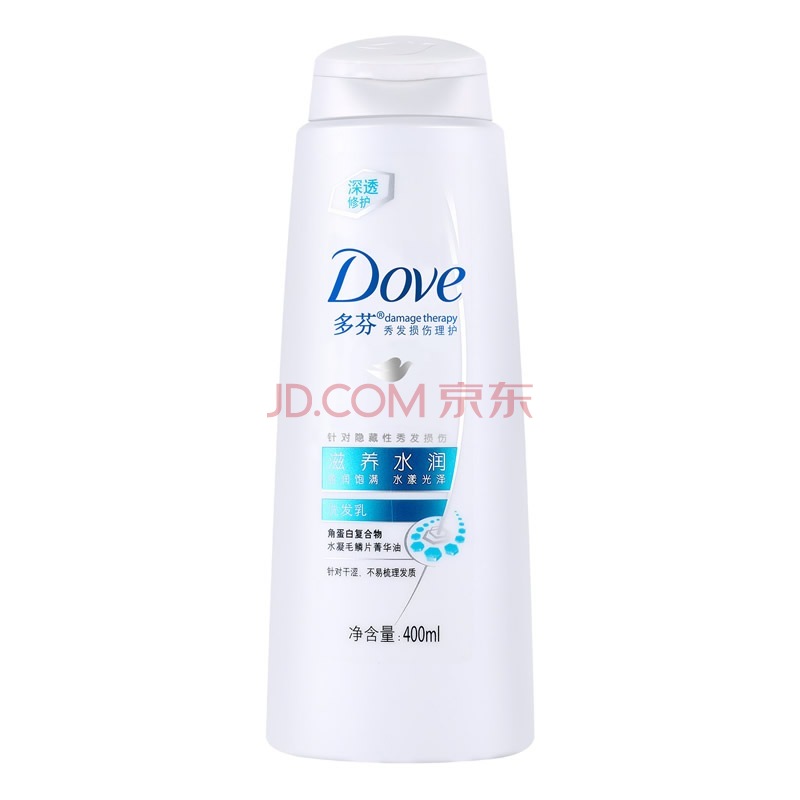 深透
修护
Dove
多芬®damage therapy
秀发损伤理护
JD.COM 京东
针对隐藏性秀发损伤
滋养水润
润饱满 水漾光泽
发乳
角蛋白复合物
水凝毛鳞片菁华油
针对干涩、不易梳理发质
净含量:400ml